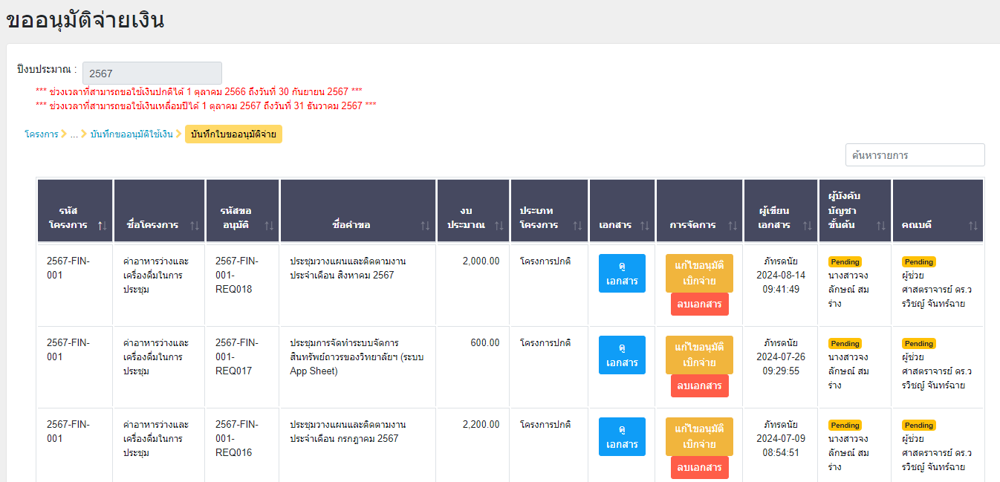 ขออนุมัติจ่ายเงิน
ปีงบประมาณ : 2567
*** ช่วงเวลาที่สามารถขอใช้เงินปกติได้ 1 ตุลาคม 2566 ถึงวันที่ 30 กันยายน 2567 ***
*** ช่วงเวลาที่สามารถขอใช้เงินเหลื่อมปีได้ 1 ตุลาคม 2567 ถึงวันที่ 31 ธันวาคม 2567 ***
โครงการ ... บันทึกขออนุมัติใช้เงิน บันทึกใบขออนุมัติจ่าย
ค้นหารายการ
รหัส
โครงการ
ชื่อโครงการ
รหัสขอ
อนุมัติ
ชื่อคำขอ
งบ
ประมาณ
ประเภท
โครงการ
เอกสาร
การจัดการ
ผู้เขียน
เอกสาร
ผู้บังคับ
บัญชา
ขั้นต้น
คณบดี
2567-FIN-
001
ค่าอาหารว่างและ
เครื่องดื่มในการ
ประชุม
2567-FIN-
001-
REQ018
ประชุมวางแผนและติดตามงาน
ประจำเดือน สิงหาคม 2567
2,000.00
โครงการปกติ
ดู
เอกสาร
แก้ไขอนุมัติ
เบิกจ่าย
ลบเอกสาร
ภัทรดนัย
2024-08-14
09:41:49
Pending
นางสาวจง
ลักษณ์ สม
ร่าง
Pending
ผู้ช่วย
ศาสตราจารย์ ดร.ว
รวิชญ์ จันทร์ฉาย
2567-FIN-
001
ค่าอาหารว่างและ
เครื่องดื่มในการ
ประชุม
2567-FIN-
001-
REQ017
ประชุมการจัดทำระบบจัดการ
สินทรัพย์ถาวรของวิทยาลัยฯ (ระบบ
App Sheet)
600.00
โครงการปกติ
ดู
เอกสาร
แก้ไขอนุมัติ
เบิกจ่าย
ลบเอกสาร
ภัทรดนัย
2024-07-26
09:29:55
Pending
นางสาวจง
ลักษณ์ สม
ร่าง
Pending
ผู้ช่วย
ศาสตราจารย์ ดร.ว
รวิชญ์ จันทร์ฉาย
2567-FIN-
001
ค่าอาหารว่างและ
เครื่องดื่มในการ
ประชุม
2567-FIN-
001-
REQ016
ประชุมวางแผนและติดตามงาน
ประจำเดือน กรกฎาคม 2567
2,200.00
โครงการปกติ
ดู
เอกสาร
แก้ไขอนุมัติ
เบิกจ่าย
ลบเอกสาร
ภัทรดนัย
2024-07-09
08:54:51
Pending
นางสาวจง
ลักษณ์ สม
ร่าง
Pending
ผู้ช่วย
ศาสตราจารย์ ดร.ว
รวิชญ์ จันทร์ฉาย